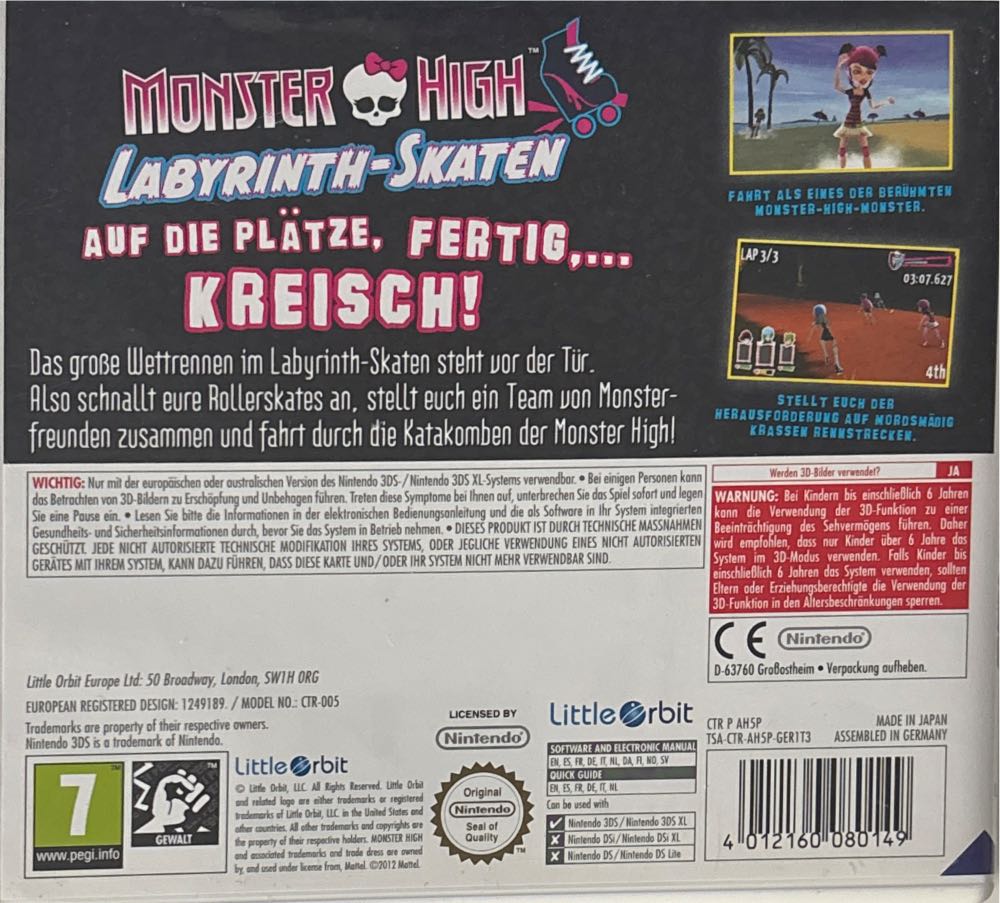 MONSTER HIGH™
LABYRINTH-SKATEN
AUF DIE PLÄTZE, FERTIG,...
KREISCH!
Das große Wettrennen im Labyrinth-Skaten steht vor der Tür.
Also schnallt eure Rollerskates an, stellt euch ein Team von Monster-
freunden zusammen und fahrt durch die Katakomben der Monster High!
FAHRT ALS EINES DER BERÜHMTEN
MONSTER-HIGH-MONSTER.
LAP 3/3
03:07.627
4th
STELLT EUCH DER
HERAUSFORDERUNG AUF MORDSMÄßIG
KRASSEN RENNSTRECKEN.
WICHTIG: Nur mit der europäischen oder australischen Version des Nintendo 3DS-/Nintendo 3DS XL-Systems verwendbar. • Bei einigen Personen kann
das Betrachten von 3D-Bildern zu Erschöpfung und Unbehagen führen. Treten diese Symptome bei Ihnen auf, unterbrechen Sie das Spiel sofort und legen
Sie eine Pause ein. • Lesen Sie bitte die Informationen in der elektronischen Bedienungsanleitung und die als Software in Ihr System integrierten
Gesundheits- und Sicherheitsinformationen durch, bevor Sie das System in Betrieb nehmen. • DIESES PRODUKT IST DURCH TECHNISCHE MASSNAHMEN
GESCHÜTZT. JEDE NICHT AUTORISIERTE TECHNISCHE MODIFIKATION IHRES SYSTEMS, ODER JEGLICHE VERWENDUNG EINES NICHT AUTORISIERTEN
GERÄTES MIT IHREM SYSTEM, KANN DAZU FÜHREN, DASS DIESE KARTE UND/ODER IHR SYSTEM NICHT MEHR VERWENDBAR SIND.
Werden 3D-Bilder verwendet? JA
WARNUNG: Bei Kindern bis einschließlich 6 Jahren
kann die Verwendung der 3D-Funktion zu einer
Beeinträchtigung des Sehvermögens führen. Daher
wird empfohlen, dass nur Kinder über 6 Jahre das
System im 3D-Modus verwenden. Falls Kinder bis
einschließlich 6 Jahren das System verwenden, sollten
Eltern oder Erziehungsberechtigte die Verwendung der
3D-Funktion in den Altersbeschränkungen sperren.
CE Nintendo®
D-63760 Großostheim • Verpackung aufheben.
Little Orbit Europe Ltd: 50 Broadway, London, SW1H 0RG
EUROPEAN REGISTERED DESIGN: 1249189. / MODEL NO.: CTR-005
Trademarks are property of their respective owners.
Nintendo 3DS is a trademark of Nintendo.
7™
www.pegi.info
™
GEWALT
Little Orbit
© Little Orbit, LLC. All Rights Reserved. Little Orbit
and related logo are either trademarks or registered
trademarks of Little Orbit, LLC in the United States and
other countries. All other trademarks and copyrights are
the property of their respective holders. MONSTER HIGH
and associated trademarks and trade dress are owned
by, and used under license from, Mattel. ©2012 Mattel.
LICENSED BY
Nintendo®
Original
Nintendo®
Seal of
Quality
™
Little Orbit
SOFTWARE AND ELECTRONIC MANUAL
EN, ES, FR, DE, IT, NL, DA, FI, NO, SV
QUICK GUIDE
EN, ES, FR, DE, IT, NL
Can be used with
✓ Nintendo 3DS/Nintendo 3DS XL
X Nintendo DSi/Nintendo DSi XL
X Nintendo DS/Nintendo DS Lite
CTR P AH5P
TSA-CTR-AH5P-GER1T3
MADE IN JAPAN
ASSEMBLED IN GERMANY
4 012160 080149